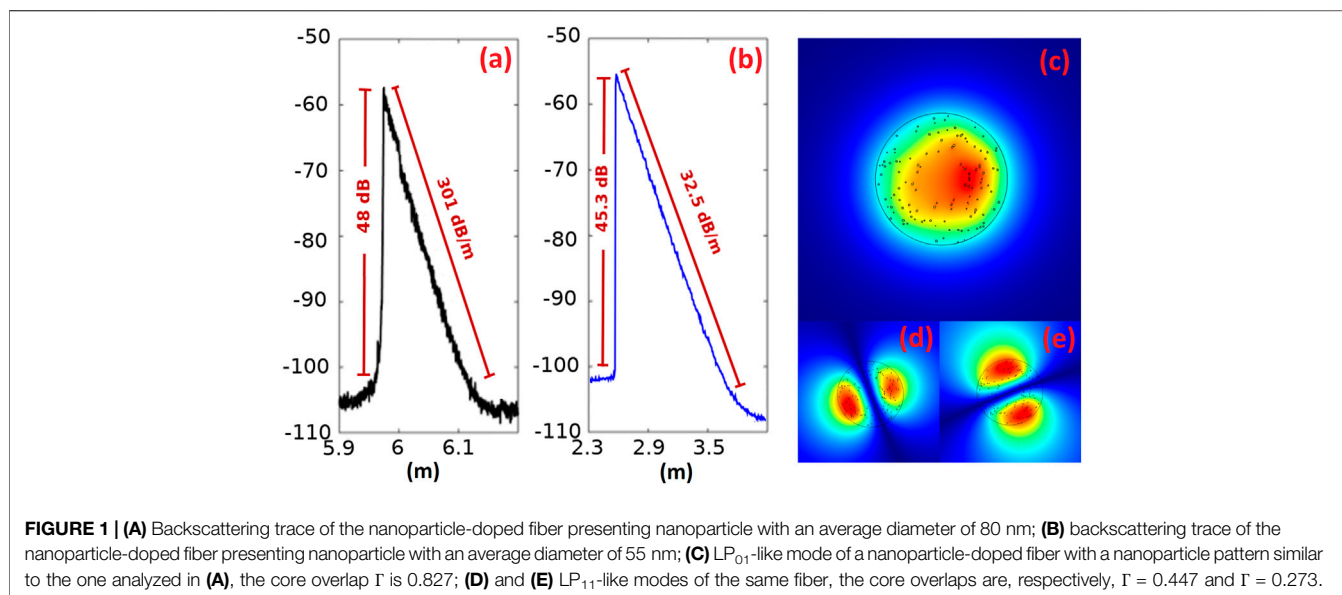 -50
-60
-70
-80
-90
-100
-110
5.9
6
6.1
(m)
(a)
48 dB
301 dB/m
-50
-60
-70
-80
-90
-100
-110
2.3
2.9
3.5
(m)
(b)
45.3 dB
32.5 dB/m
(c)
(d)
(e)
FIGURE 1 | (A) Backscattering trace of the nanoparticle-doped fiber presenting nanoparticle with an average diameter of 80 nm; (B) backscattering trace of the
nanoparticle-doped fiber presenting nanoparticle with an average diameter of 55 nm; (C) LP₀₁-like mode of a nanoparticle-doped fiber with a nanoparticle pattern similar
to the one analyzed in (A), the core overlap Γ is 0.827; (D) and (E) LP₁₁-like modes of the same fiber, the core overlaps are, respectively, Γ = 0.447 and Γ = 0.273.